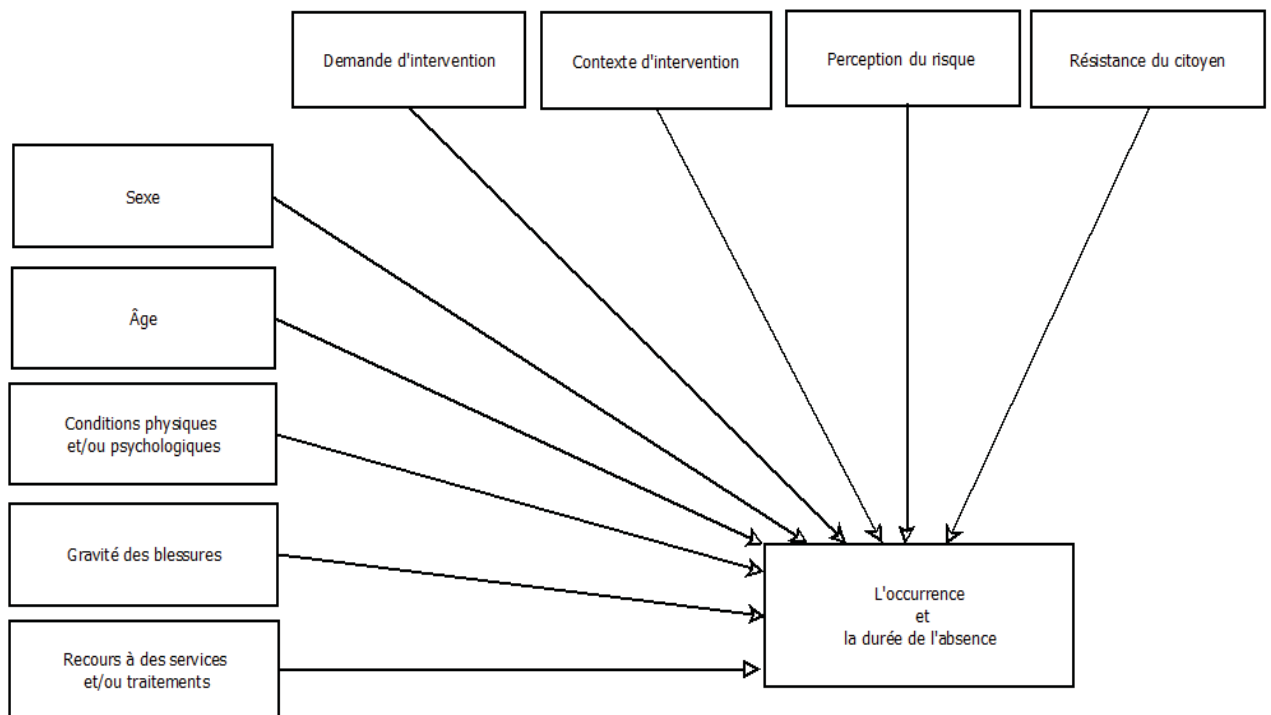 Demande d'intervention
Contexte d'intervention
Perception du risque
Résistance du citoyen
Sexe
Âge
Conditions physiques
et/ou psychologiques
Gravité des blessures
Recours à des services
et/ou traitements
L'occurrence
et
la durée de l'absence